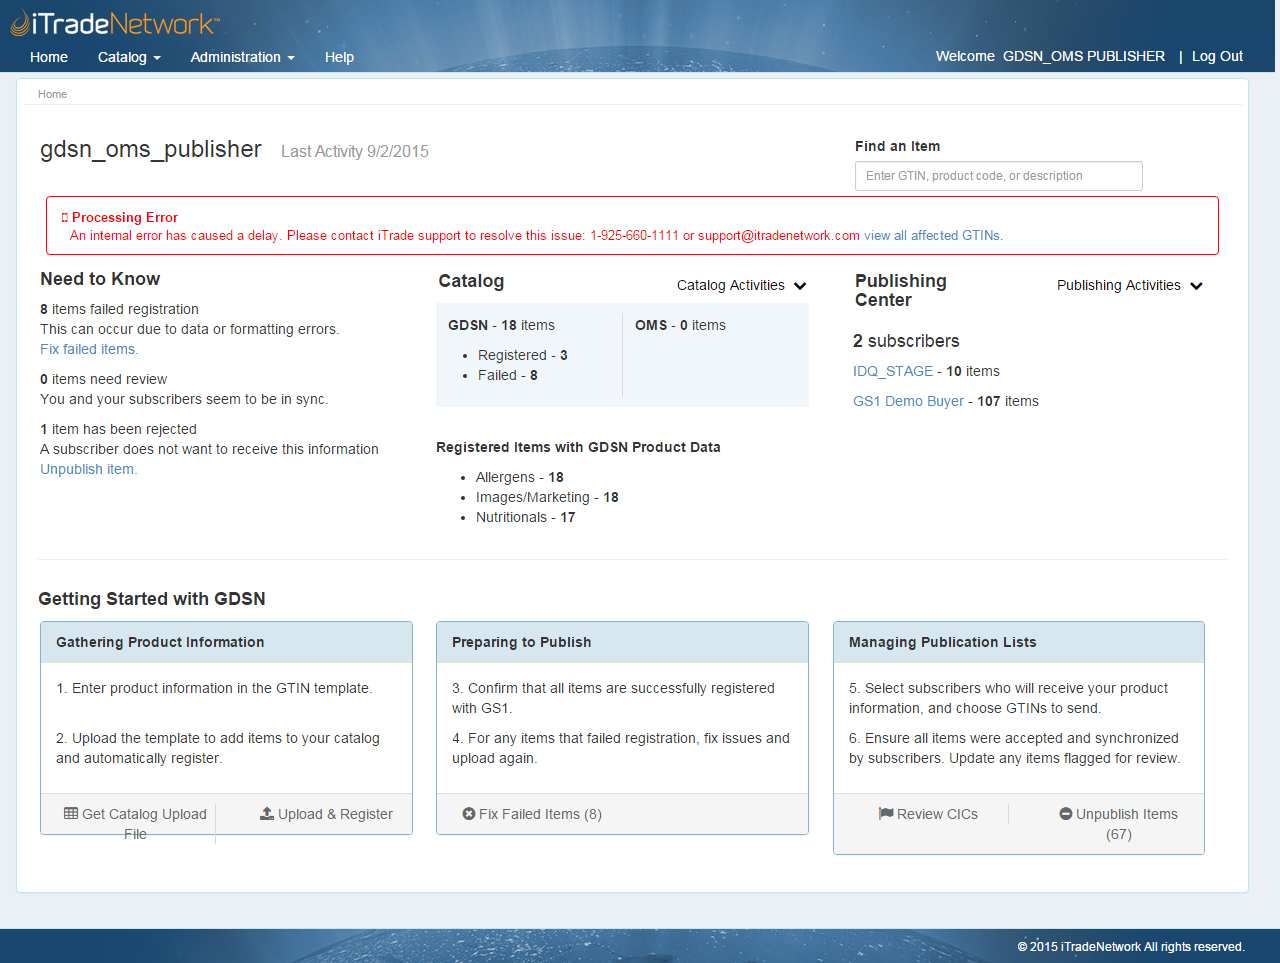 iTradeNetwork™
Home Catalog Administration Help
Welcome GDSN_OMS PUBLISHER | Log Out
Home
gdsn_oms_publisher Last Activity 9/2/2015
Find an Item
Enter GTIN, product code, or description
Processing Error
An internal error has caused a delay. Please contact iTrade support to resolve this issue: 1-925-660-1111 or support@itradenetwork.com view all affected GTINs.
Need to Know
8 items failed registration
This can occur due to data or formatting errors.
Fix failed items.
0 items need review
You and your subscribers seem to be in sync.
1 item has been rejected
A subscriber does not want to receive this information
Unpublish item.
Catalog
Catalog Activities
GDSN - 18 items
• Registered - 3
• Failed - 8
OMS - 0 items
Registered Items with GDSN Product Data
• Allergens - 18
• Images/Marketing - 18
• Nutritionals - 17
Publishing
Center
Publishing Activities
2 subscribers
IDQ_STAGE - 10 items
GS1 Demo Buyer - 107 items
Getting Started with GDSN
Gathering Product Information
1. Enter product information in the GTIN template.
2. Upload the template to add items to your catalog
and automatically register.
Get Catalog Upload
File
Upload & Register
Preparing to Publish
3. Confirm that all items are successfully registered
with GS1.
4. For any items that failed registration, fix issues and
upload again.
Fix Failed Items (8)
Managing Publication Lists
5. Select subscribers who will receive your product
information, and choose GTINs to send.
6. Ensure all items were accepted and synchronized
by subscribers. Update any items flagged for review.
Review CICs
Unpublish Items
(67)
© 2015 iTradeNetwork All rights reserved.